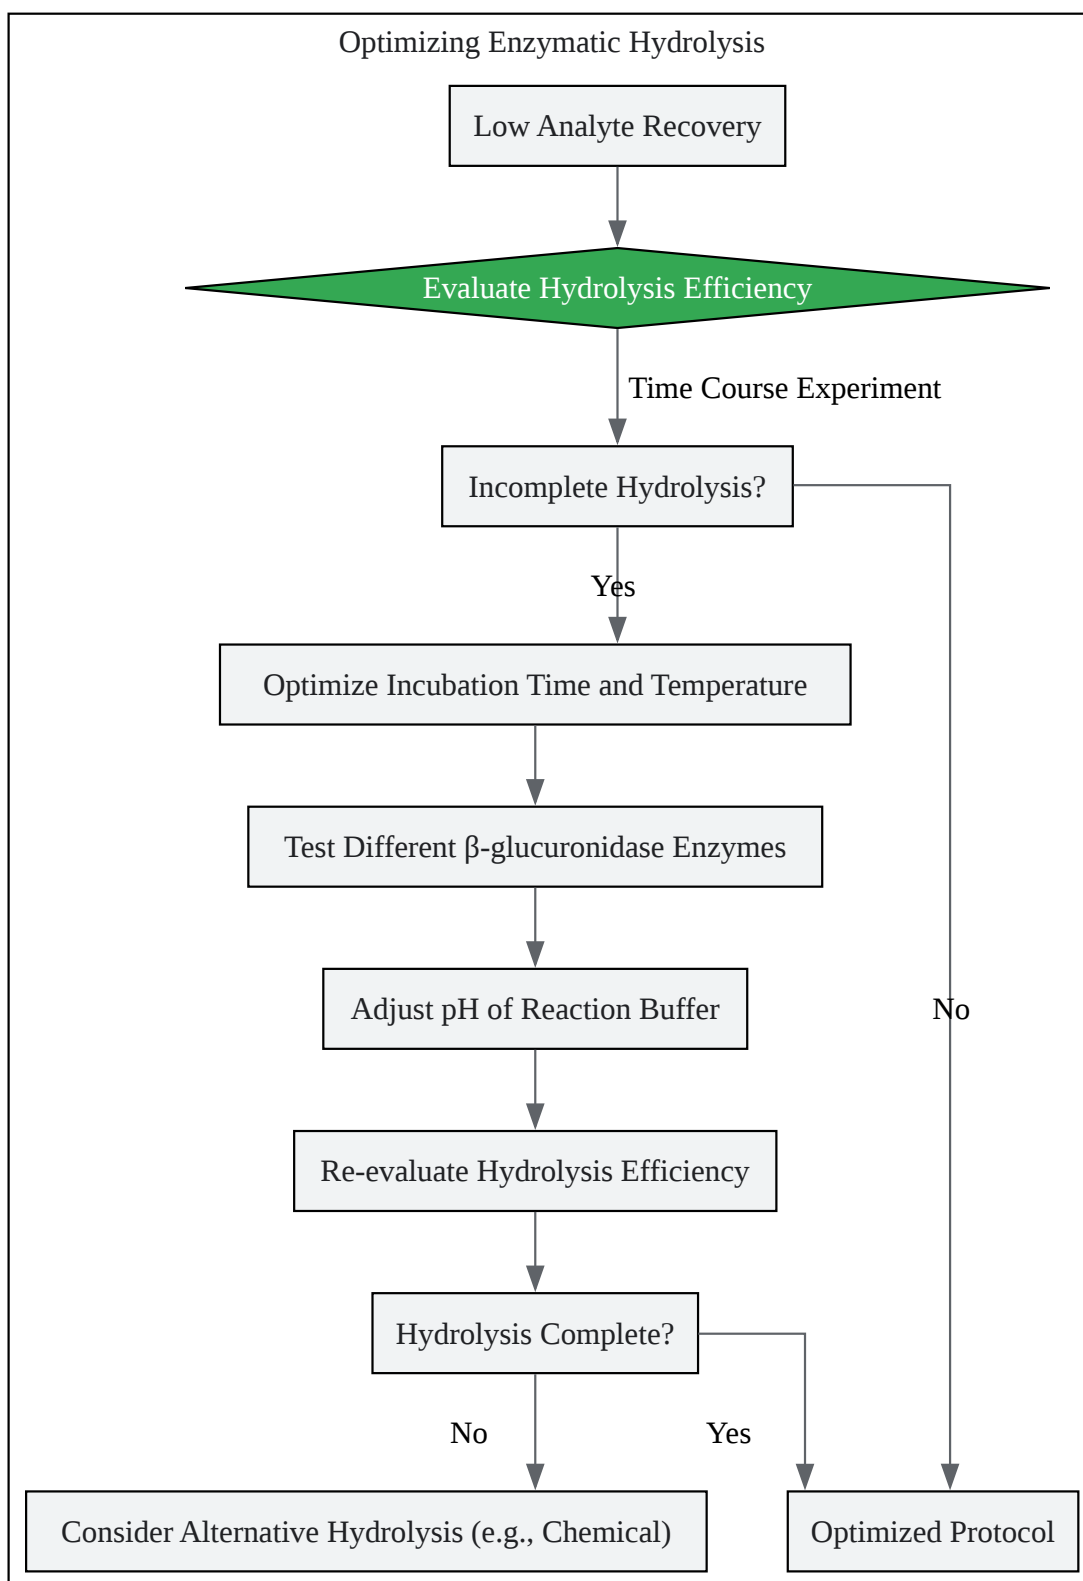 Optimizing Enzymatic Hydrolysis
Low Analyte Recovery
Evaluate Hydrolysis Efficiency
Time Course Experiment
Incomplete Hydrolysis?
Yes
Optimize Incubation Time and Temperature
Test Different β-glucuronidase Enzymes
Adjust pH of Reaction Buffer
No
Re-evaluate Hydrolysis Efficiency
Hydrolysis Complete?
No
Yes
Consider Alternative Hydrolysis (e.g., Chemical)
Optimized Protocol